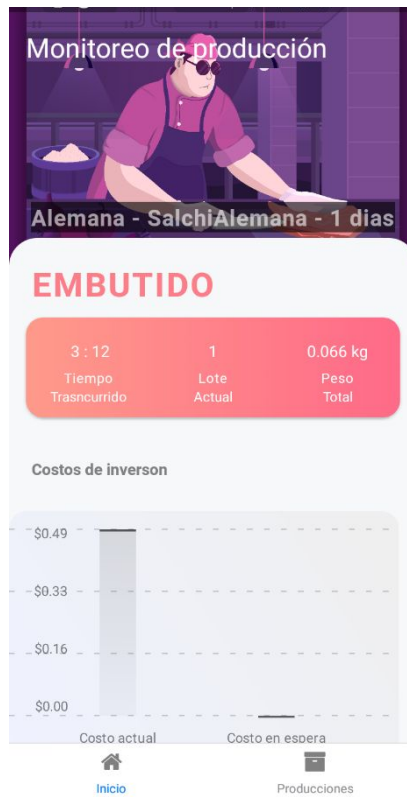 Monitoreo de producción
Alemana - SalchiAlemana - 1 dias
EMBUTIDO
3 : 12 1 0.066 kg
Tiempo Lote Peso
Trasncurrido Actual Total
Costos de inverson
$0.49
$0.33
$0.16
$0.00
Costo actual Costo en espera
Inicio Producciones